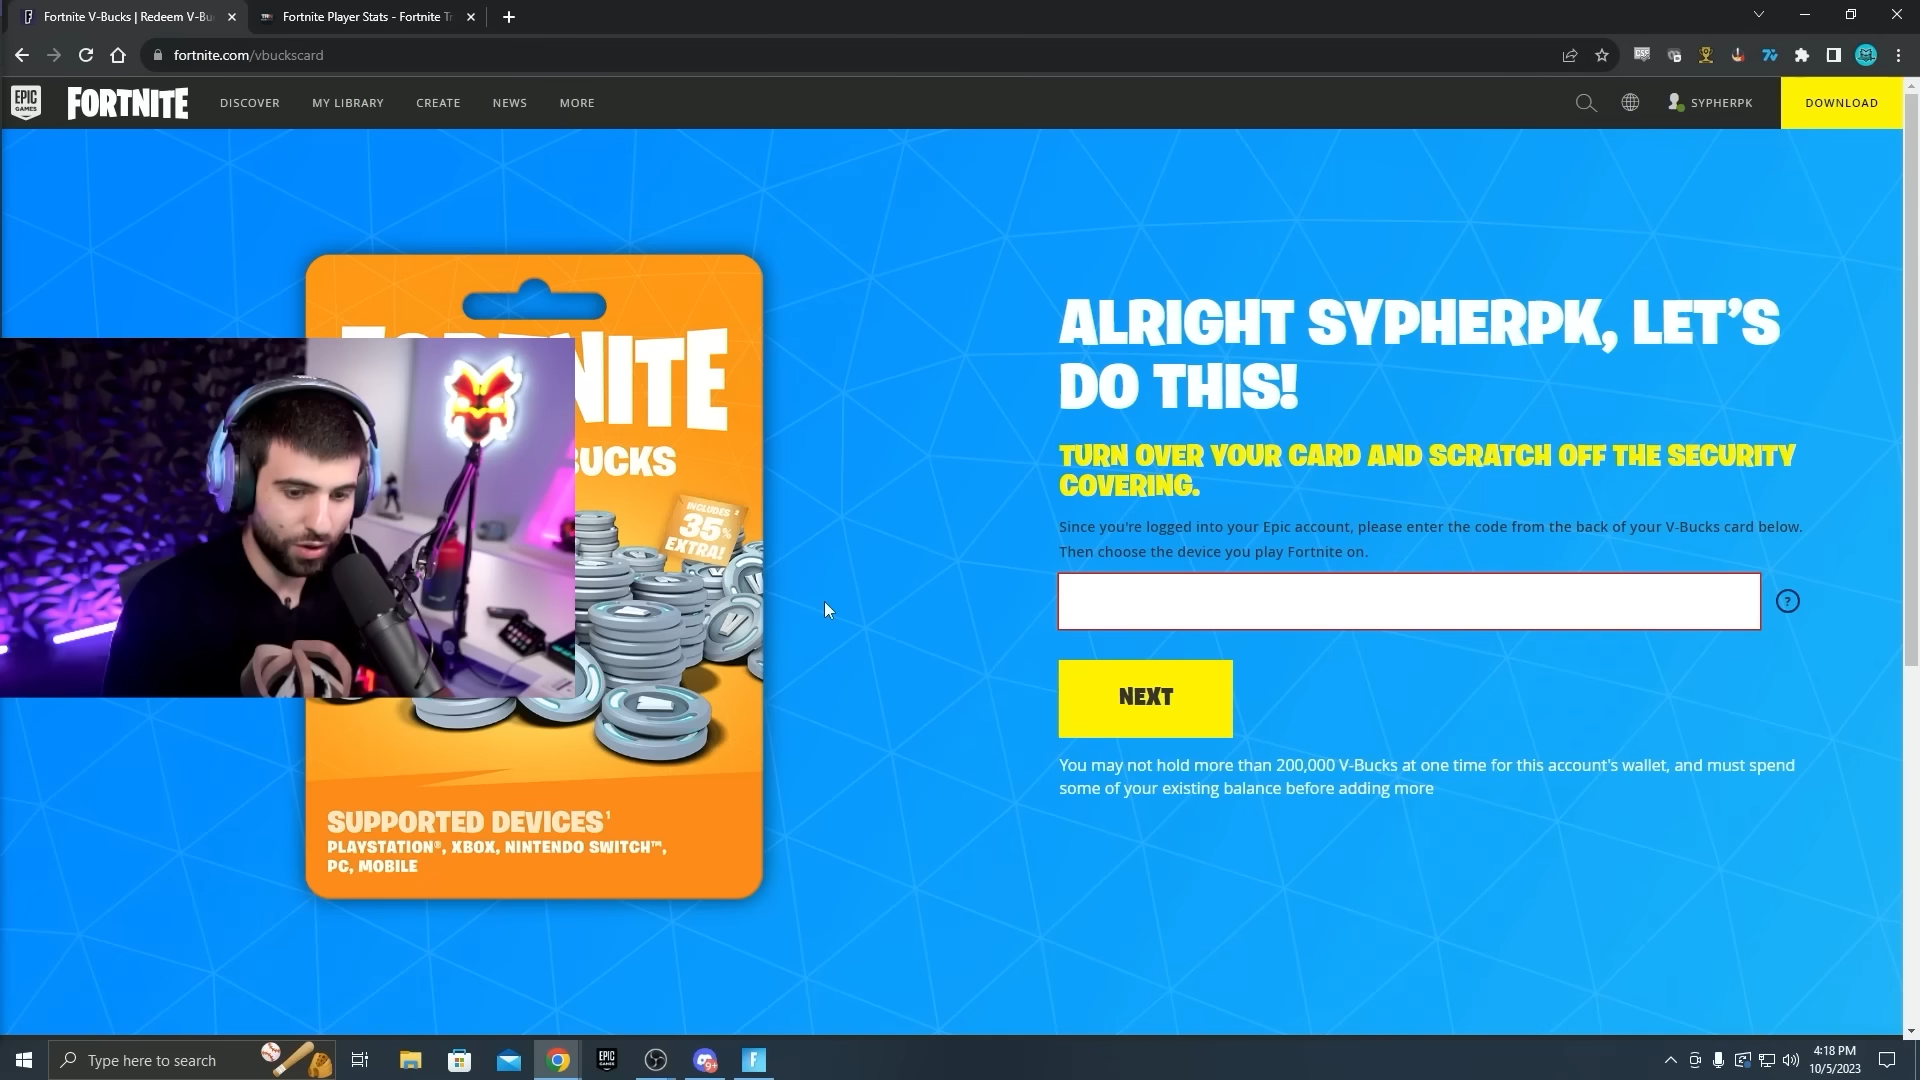 Fortnite V-Bucks | Redeem V-Bu
Fortnite Player Stats - Fortnite Tr
fortnite.com/vbuckscard
EPIC
GAMES
FORTNITE
DISCOVER
MY LIBRARY
CREATE
NEWS
MORE
SYPHERPK
DOWNLOAD
BUCKS
INCLUDES
35%
EXTRA!
SUPPORTED DEVICES¹
PLAYSTATION®, XBOX, NINTENDO SWITCH™,
PC, MOBILE
ALRIGHT SYPHERPK, LET'S
DO THIS!
TURN OVER YOUR CARD AND SCRATCH OFF THE SECURITY
COVERING.
Since you're logged into your Epic account, please enter the code from the back of your V-Bucks card below.
Then choose the device you play Fortnite on.
?
NEXT
You may not hold more than 200,000 V-Bucks at one time for this account's wallet, and must spend
some of your existing balance before adding more
Type here to search
EPIC
GAMES
9+
F
4:18 PM
10/5/2023